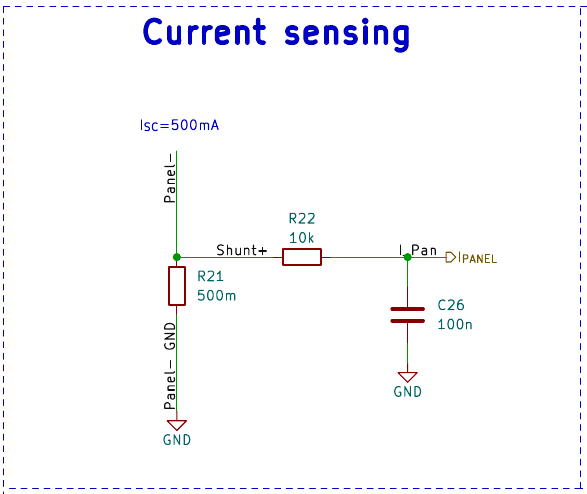 Current sensing
ISC=500mA
Panel-
R22
10k
Shunt+
I_Pan
IPANEL
R21
500m
C26
100n
Panel- GND
GND
GND